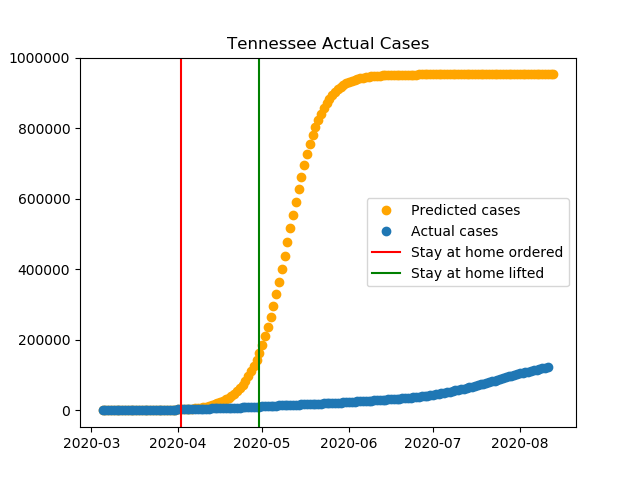 Tennessee Actual Cases
1000000
800000
600000
400000
200000
0
Predicted cases
Actual cases
Stay at home ordered
Stay at home lifted
2020-03 2020-04 2020-05 2020-06 2020-07 2020-08